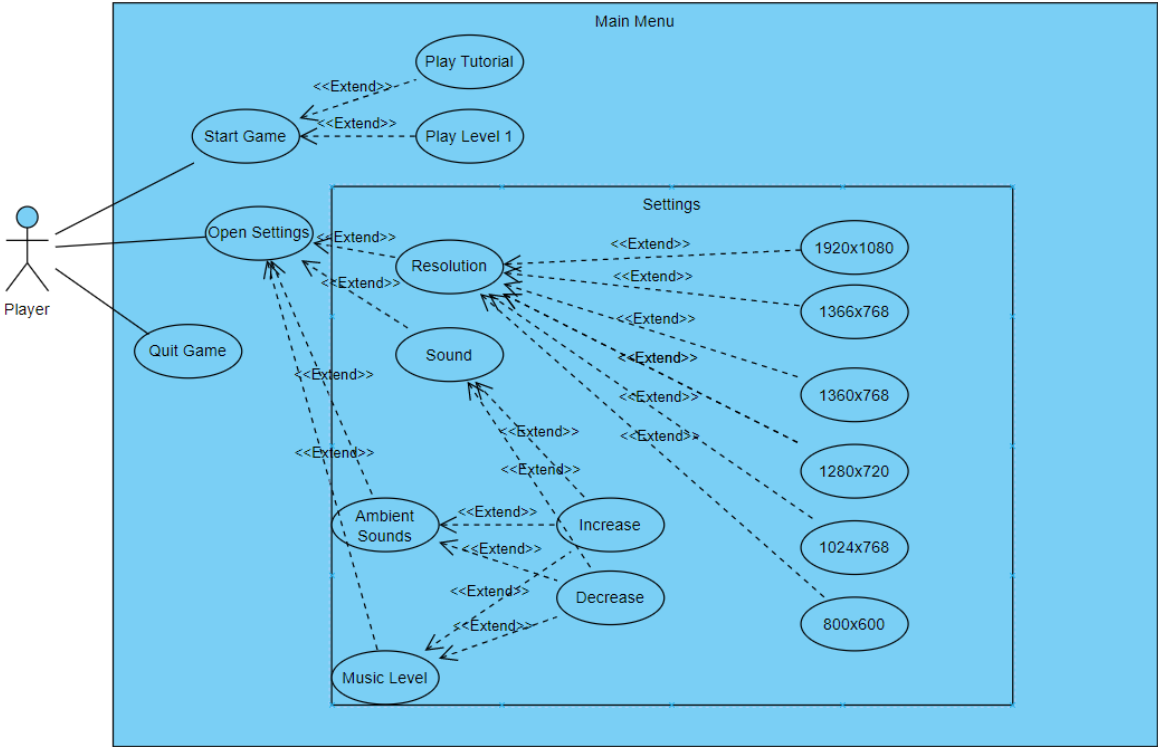 Main Menu
Play Tutorial
<<Extend>>
<<Extend>>
Start Game
Play Level 1
Settings
Open Settings
<<Extend>>
<<Extend>>
1920x1080
Resolution
<<Extend>>
<<Extend>>
Player
1366x768
<<Extend>>
Quit Game
Sound
<<Extend>>
<<Extend>>
1360x768
<<Extend>>
<<Extend>>
<<Extend>>
<<Extend>>
<<Extend>>
1280x720
<<Extend>>
Ambient
Sounds
Increase
<<Extend>>
1024x768
<<Extend>>
<<Extend>>
Decrease
<<Extend>>
800x600
Music Level